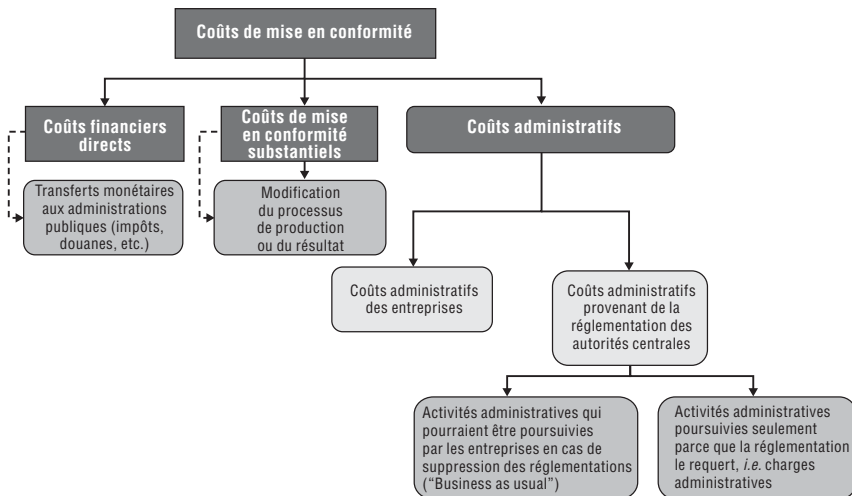 Coûts de mise en conformité
Coûts financiers
directs
Coûts de mise
en conformité
substantiels
Coûts administratifs
Transferts monétaires
aux administrations
publiques (impôts,
douanes, etc.)
Modification
du processus
de production
ou du résultat
Coûts administratifs
des entreprises
Coûts administratifs
provenant de la
réglementation des
autorités centrales
Activités administratives qui
pourraient être poursuivies
par les entreprises en cas de
suppression des réglementations
(“Business as usual”)
Activités administratives
poursuivies seulement
parce que la réglementation
le requert, i.e. charges
administratives